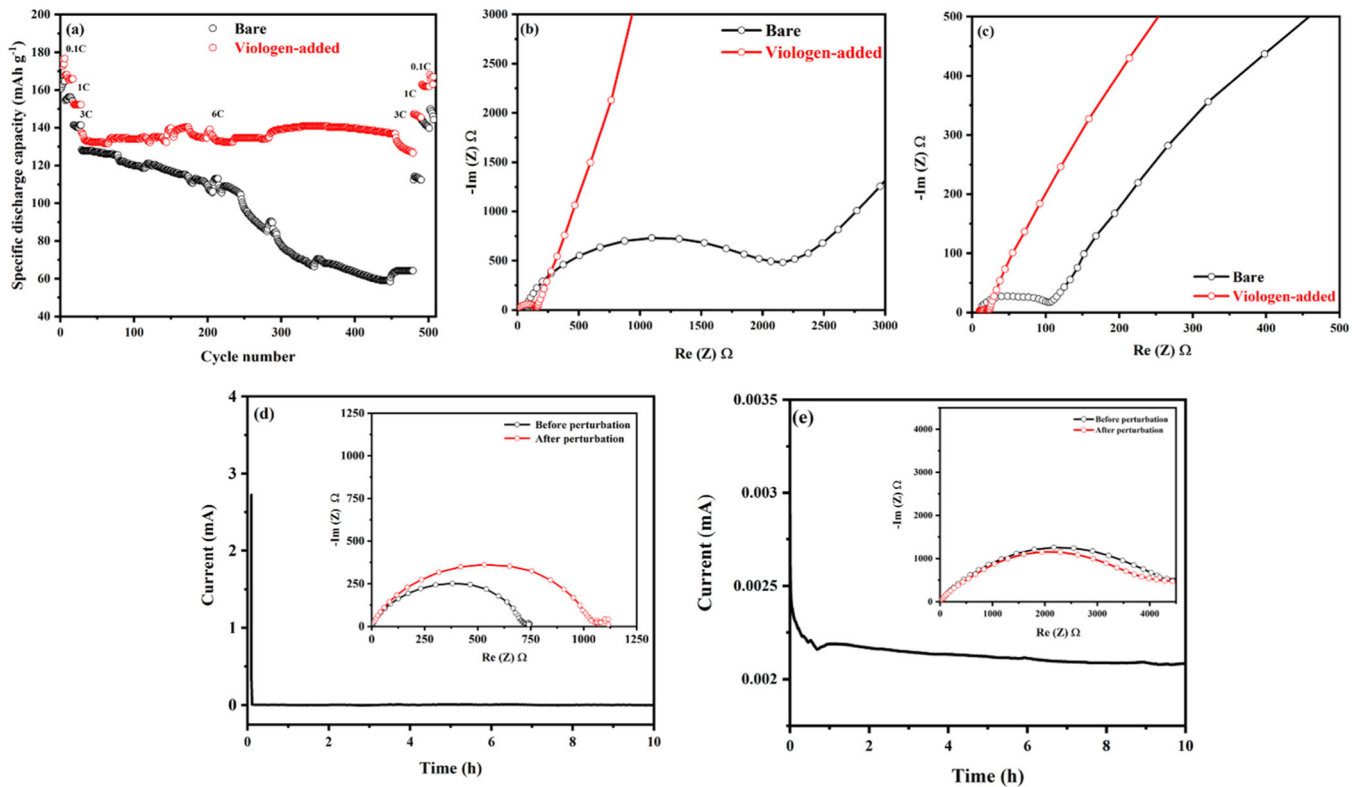 (a)
Bare
Viologen-added
0.1C
1C
3C
6C
3C
1C
0.1C
200
180
160
140
120
100
80
60
40
0
100
200
300
400
500
Specific discharge capacity (mAh g⁻¹)
Cycle number
(b)
Bare
Viologen-added
3000
2500
2000
1500
1000
500
0
0
500
1000
1500
2000
2500
3000
-Im (Z) Ω
Re (Z) Ω
(c)
Bare
Viologen-added
500
400
300
200
100
0
0
100
200
300
400
500
-Im (Z) Ω
Re (Z) Ω
(d)
4
3
2
1
0
0
2
4
6
8
10
Current (mA)
Time (h)
Before perturbation
After perturbation
1250
1000
750
500
250
0
0
250
500
750
1000
1250
-Im (Z) Ω
Re (Z) Ω
(e)
0.0035
0.003
0.0025
0.002
0
2
4
6
8
10
Current (mA)
Time (h)
Before perturbation
After perturbation
4000
3000
2000
1000
0
0
1000
2000
3000
4000
-Im (Z) Ω
Re (Z) Ω